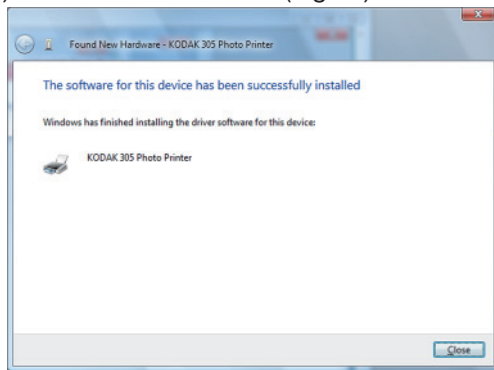 Found New Hardware - KODAK 305 Photo Printer
The software for this device has been successfully installed
Windows has finished installing the driver software for this device:
KODAK 305 Photo Printer
Close